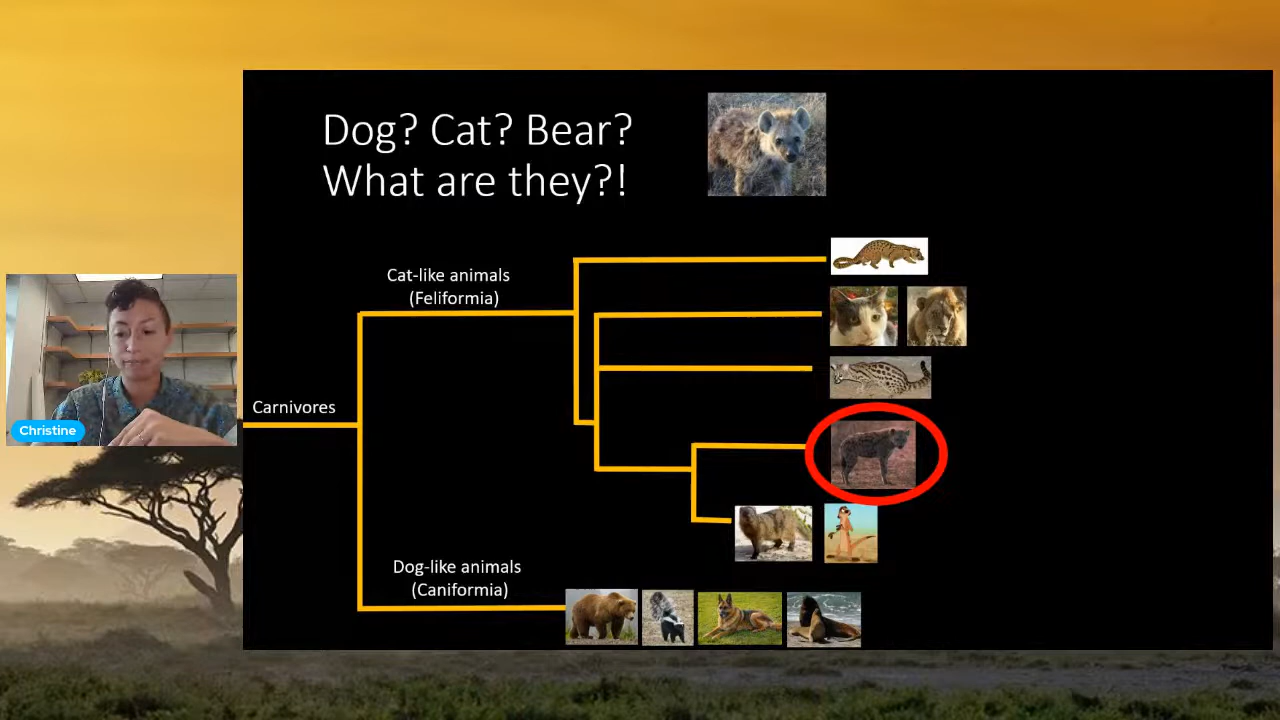 Dog? Cat? Bear?
What are they?!
Cat-like animals
(Feliformia)
Carnivores
Christine
Dog-like animals
(Caniformia)